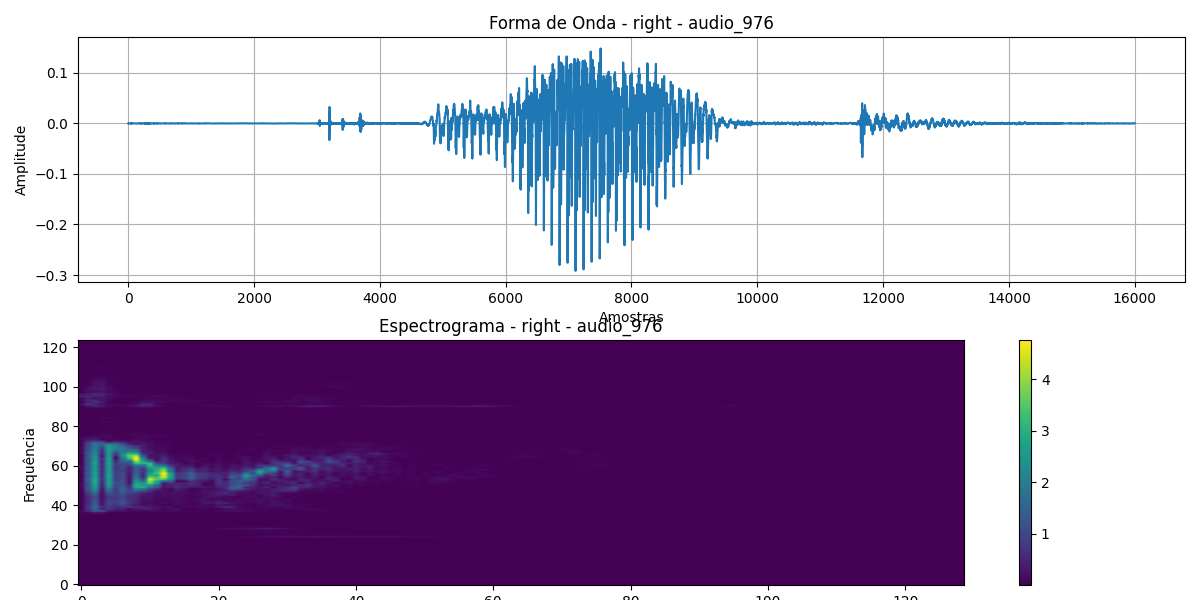 Forma de Onda - right - audio_976
0.1
0.0
−0.1
−0.2
−0.3
Amplitude
0 2000 4000 6000 8000 10000 12000 14000 16000
Amostras
Espectrograma - right - audio_976
120
100
80
60
40
20
0
Frequência
4
3
2
1
0 20 40 60 80 100 120